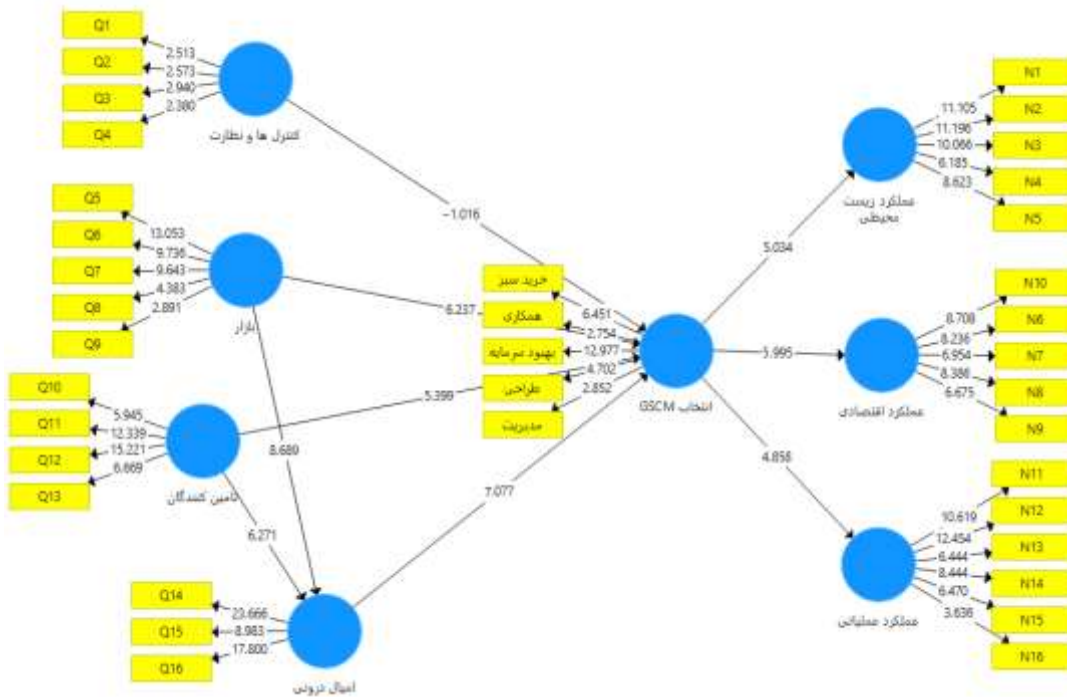 Q1
Q2
Q3
Q4
2.513
2.573
2.940
2.380
کنترل ها و نظارت
Q5
Q6
Q7
Q8
Q9
13.053
9.736
9.643
4.383
2.891
بازار
Q10
Q11
Q12
Q13
5.945
12.339
15.221
6.669
تامین کنندگان
Q14
Q15
Q16
23.666
8.983
17.800
امیال درونی
-1.016
6.237
5.399
8.689
6.271
7.077
خرید سبز
همکاری
بهبود سرمایه
طراحی
مدیریت
6.451
2.754
12.977
4.702
2.852
انتخاب GSCM
5.034
5.995
4.858
عملکرد زیست
محیطی
11.105
11.196
10.066
6.185
8.623
N1
N2
N3
N4
N5
عملکرد اقتصادی
8.708
8.236
6.954
8.386
6.675
N10
N6
N7
N8
N9
عملکرد عملیاتی
10.619
12.454
6.444
8.444
6.470
3.636
N11
N12
N13
N14
N15
N16